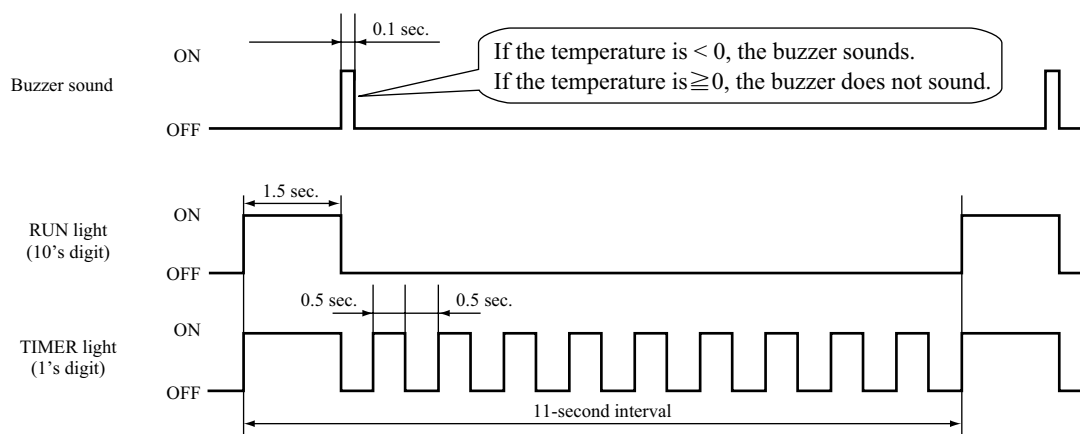 0.1 sec.
ON
If the temperature is < 0, the buzzer sounds.
If the temperature is ≧0, the buzzer does not sound.
Buzzer sound
OFF
1.5 sec.
ON
RUN light
(10’s digit)
OFF
0.5 sec.
0.5 sec.
ON
TIMER light
(1’s digit)
OFF
11-second interval